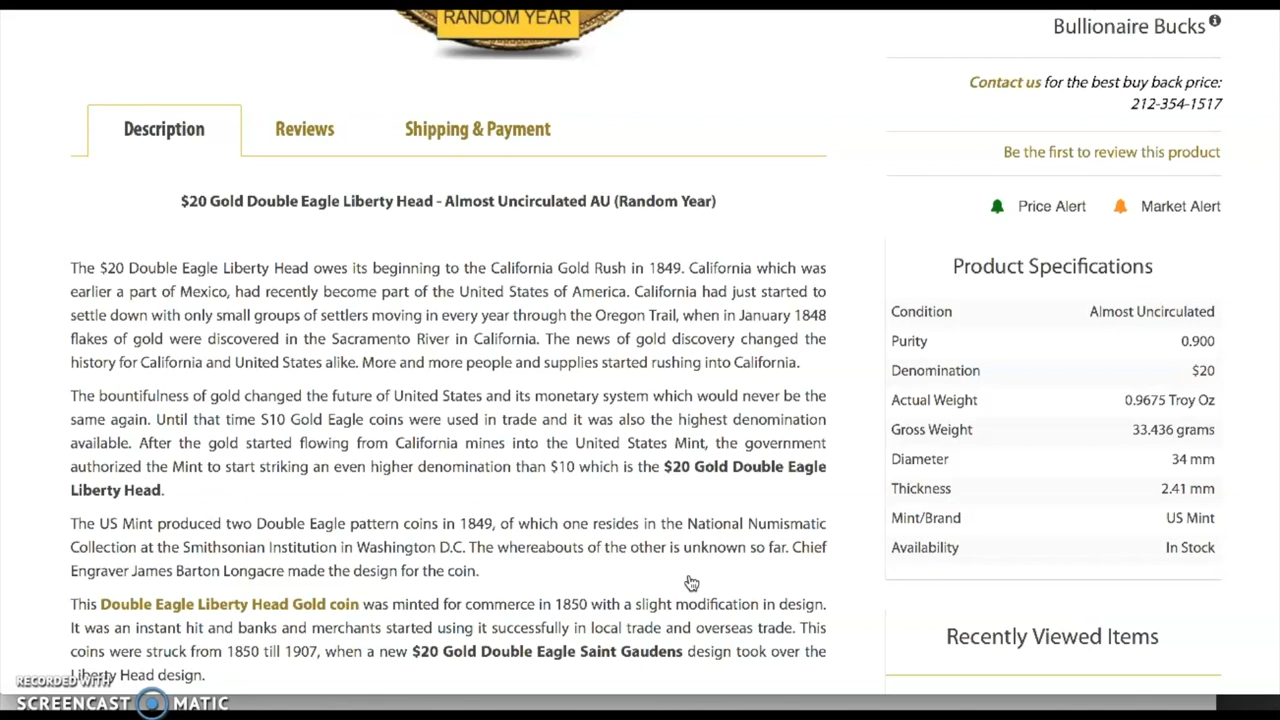 RANDOM YEAR
Bullionaire Bucks
Contact us for the best buy back price:
212-354-1517
Description
Reviews
Shipping & Payment
Be the first to review this product
$20 Gold Double Eagle Liberty Head - Almost Uncirculated AU (Random Year)
Price Alert
Market Alert
The $20 Double Eagle Liberty Head owes its beginning to the California Gold Rush in 1849. California which was
earlier a part of Mexico, had recently become part of the United States of America. California had just started to
settle down with only small groups of settlers moving in every year through the Oregon Trail, when in January 1848
flakes of gold were discovered in the Sacramento River in California. The news of gold discovery changed the
history for California and United States alike. More and more people and supplies started rushing into California.
The bountifulness of gold changed the future of United States and its monetary system which would never be the
same again. Until that time $10 Gold Eagle coins were used in trade and it was also the highest denomination
available. After the gold started flowing from California mines into the United States Mint, the government
authorized the Mint to start striking an even higher denomination than $10 which is the $20 Gold Double Eagle
Liberty Head.
The US Mint produced two Double Eagle pattern coins in 1849, of which one resides in the National Numismatic
Collection at the Smithsonian Institution in Washington D.C. The whereabouts of the other is unknown so far. Chief
Engraver James Barton Longacre made the design for the coin.
This Double Eagle Liberty Head Gold coin was minted for commerce in 1850 with a slight modification in design.
It was an instant hit and banks and merchants started using it successfully in local trade and overseas trade. This
coins were struck from 1850 till 1907, when a new $20 Gold Double Eagle Saint Gaudens design took over the
Liberty Head design.
Product Specifications
Condition Almost Uncirculated
Purity 0.900
Denomination $20
Actual Weight 0.9675 Troy Oz
Gross Weight 33.436 grams
Diameter 34 mm
Thickness 2.41 mm
Mint/Brand US Mint
Availability In Stock
Recently Viewed Items
RECORDED WITH
SCREENCAST MATIC